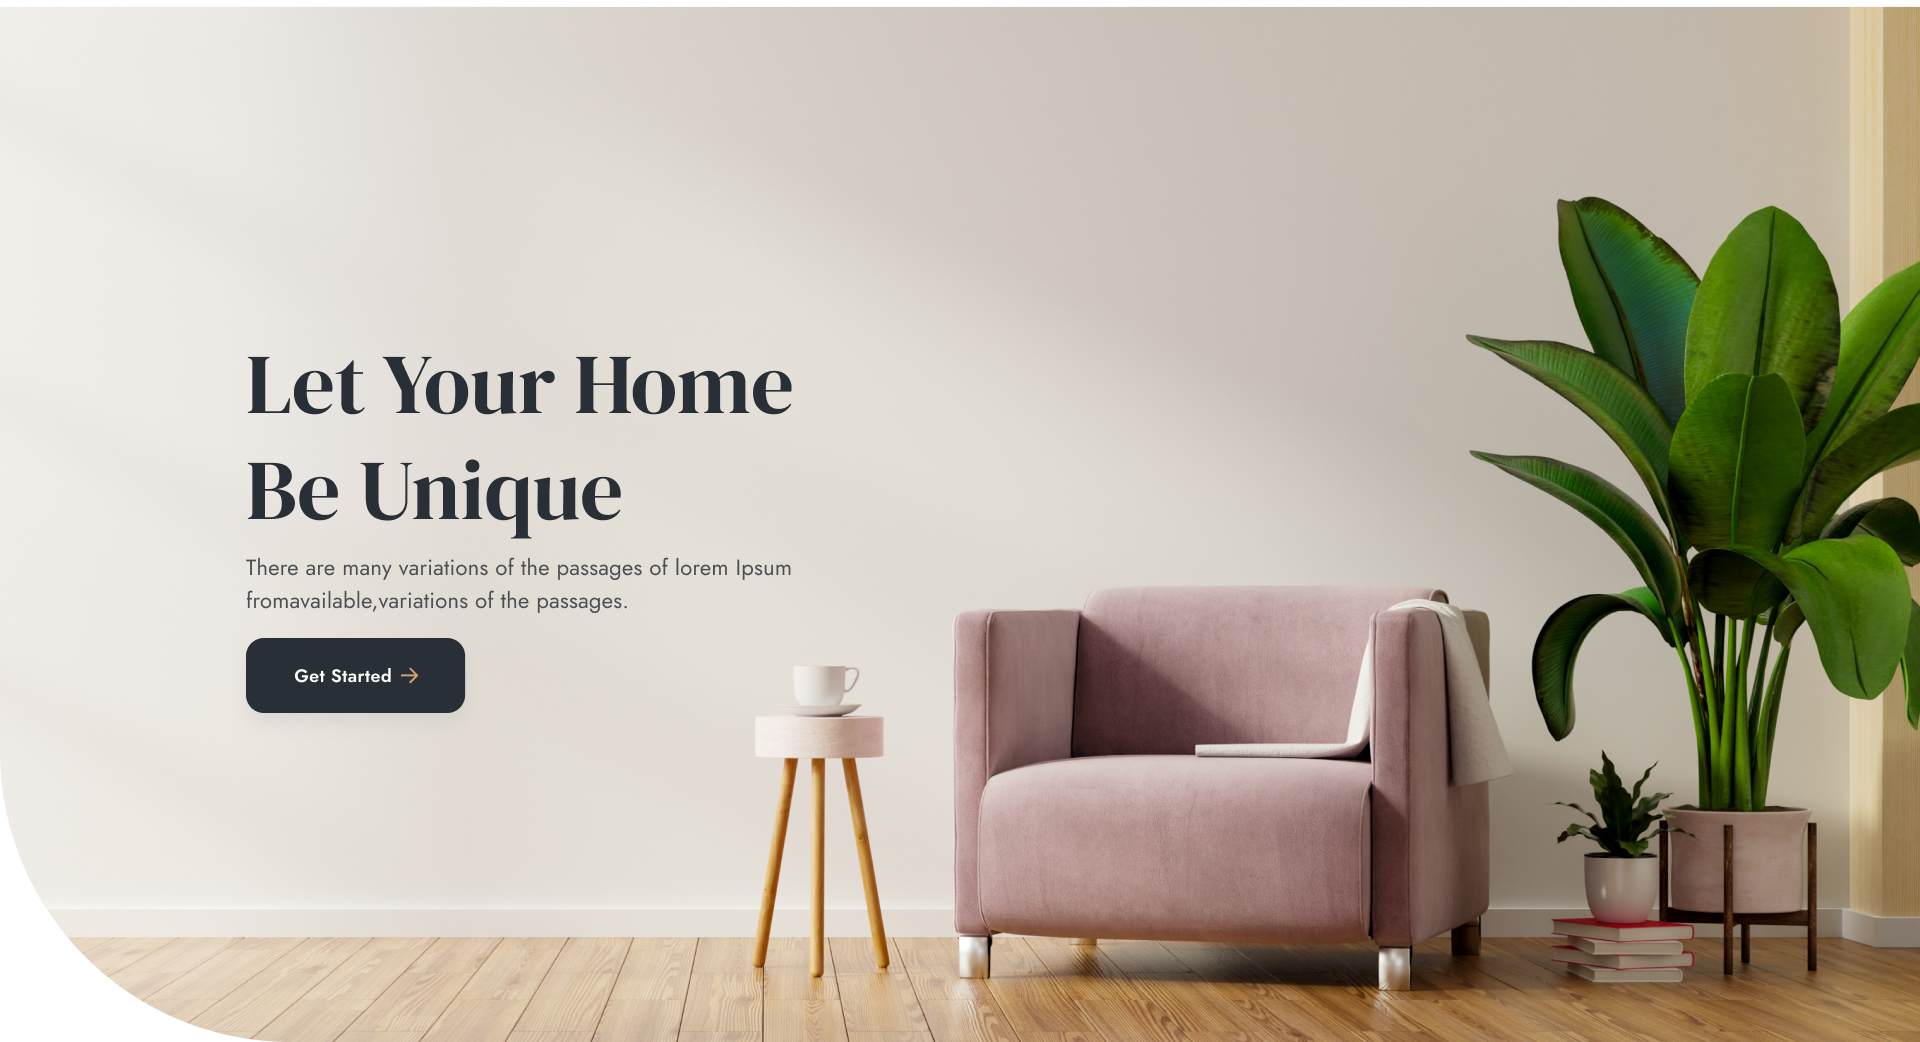 Let Your Home
Be Unique
There are many variations of the passages of lorem Ipsum
fromavailable,variations of the passages.
Get Started →